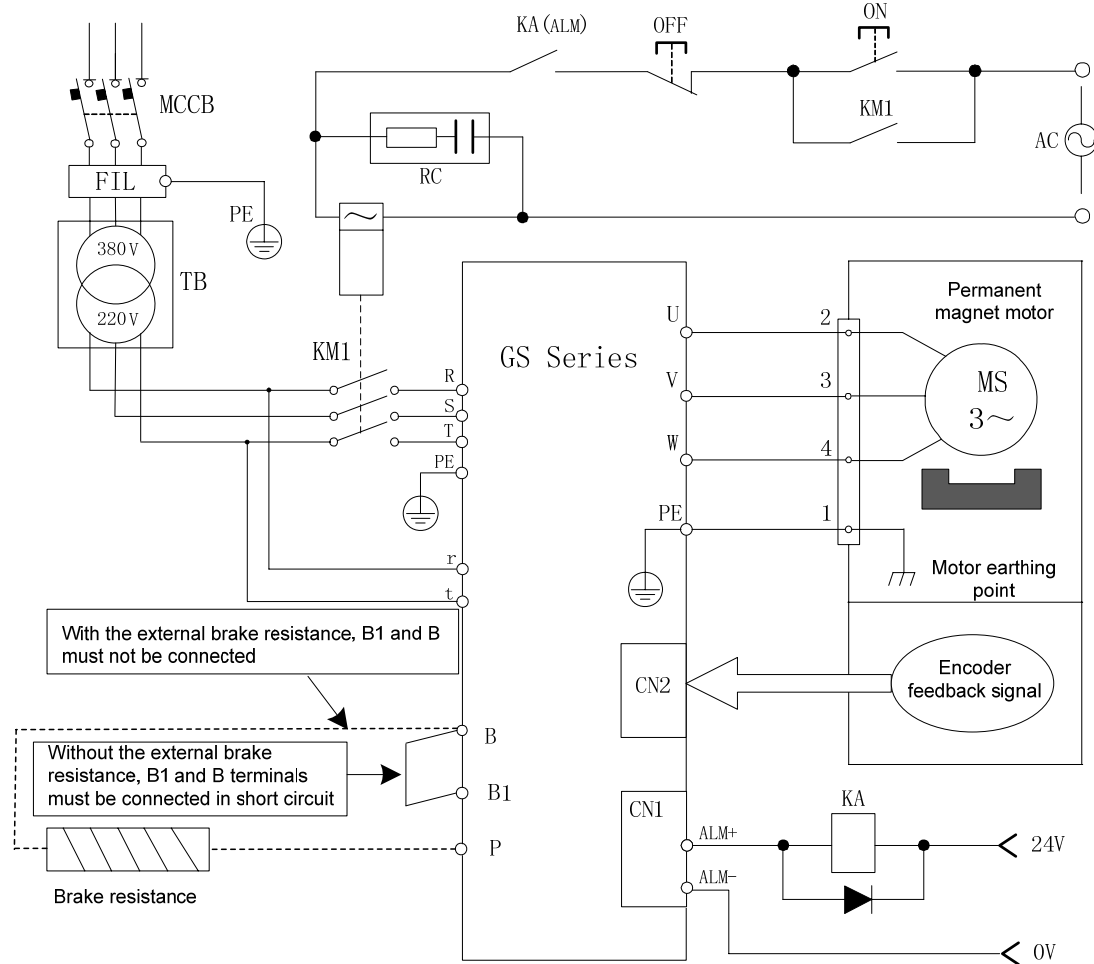 KA(ALM)
OFF
ON
MCCB
KM1
AC
RC
FIL
PE
380V
220V
TB
KM1
GS Series
R
S
T
PE
r
t
U
V
W
PE
2
3
4
1
Permanent
magnet motor
MS
3~
Motor earthing
point
With the external brake resistance, B1 and B
must not be connected
Without the external brake
resistance, B1 and B terminals
must be connected in short circuit
B
B1
P
Brake resistance
CN2
Encoder
feedback signal
CN1
ALM+
ALM-
KA
24V
0V